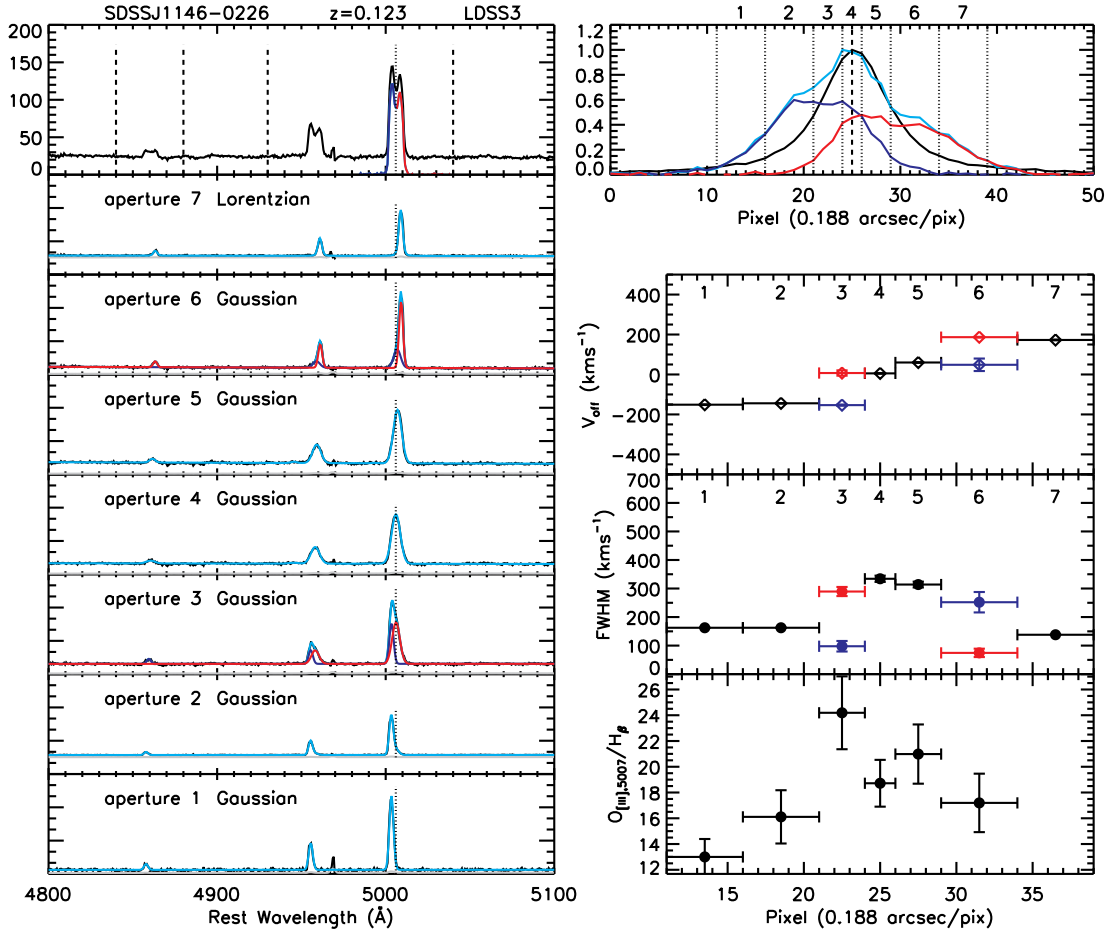 SDSSJ1146-0226 z=0.123 LDSS3
200
150
100
50
0
aperture 7 Lorentzian
aperture 6 Gaussian
aperture 5 Gaussian
aperture 4 Gaussian
aperture 3 Gaussian
aperture 2 Gaussian
aperture 1 Gaussian
4800 4900 5000 5100
Rest Wavelength (Å)
1 2 3 4 5 6 7
1.2
1.0
0.8
0.6
0.4
0.2
0.0
0 10 20 30 40 50
Pixel (0.188 arcsec/pix)
1 2 3 4 5 6 7
400
200
0
-200
-400
V_off (kms^-1)
1 2 3 4 5 6 7
700
600
500
400
300
200
100
0
FWHM (kms^-1)
26
24
22
20
18
16
14
12
O_[III],5007/H_β
15 20 25 30 35
Pixel (0.188 arcsec/pix)